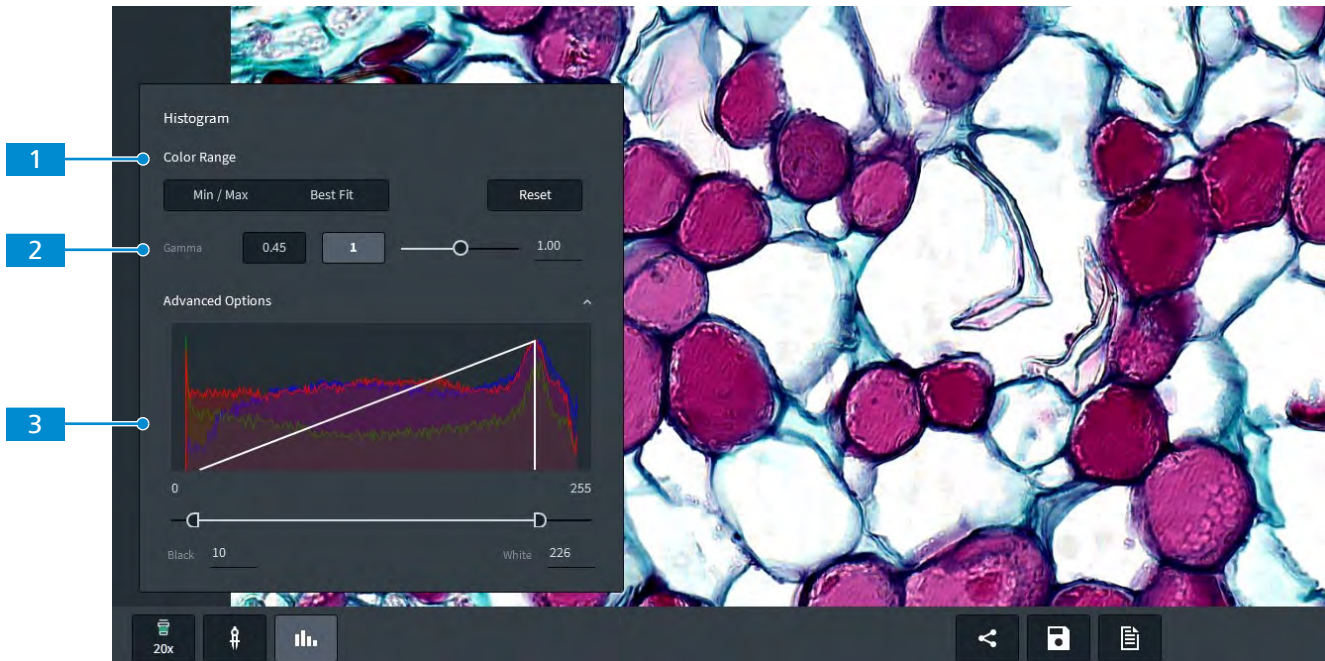 Histogram
1
Color Range
Min / Max Best Fit Reset
2
Gamma 0.45 1 1.00
Advanced Options
3
0 255
Black 10 White 226
20x